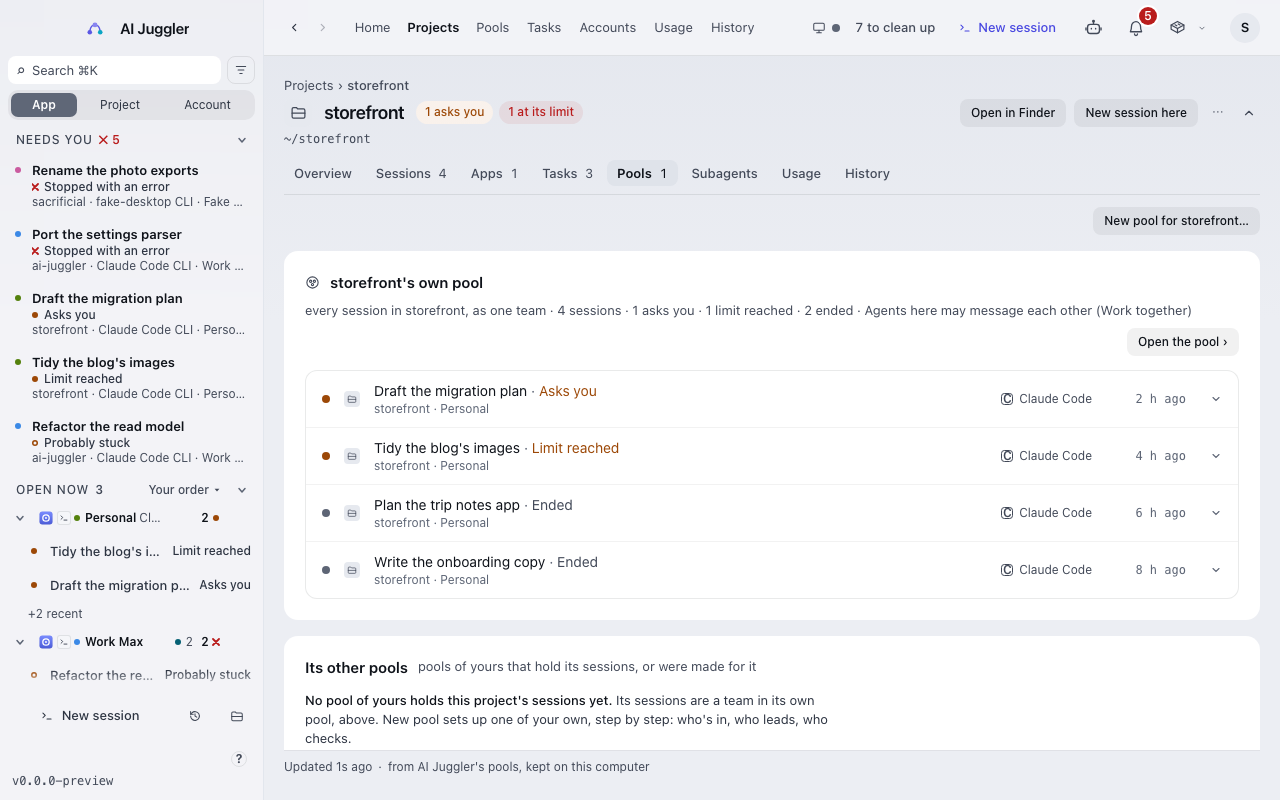 AI Juggler
Search ⌘K
App Project Account
NEEDS YOU 5
Rename the photo exports
Stopped with an error
sacrificial · fake-desktop CLI · Fake ...
Port the settings parser
Stopped with an error
ai-juggler · Claude Code CLI · Work ...
Draft the migration plan
Asks you
storefront · Claude Code CLI · Perso...
Tidy the blog's images
Limit reached
storefront · Claude Code CLI · Perso...
Refactor the read model
Probably stuck
ai-juggler · Claude Code CLI · Work ...
OPEN NOW 3 Your order
Personal Cl... 2
Tidy the blog's i... Limit reached
Draft the migration p... Asks you
+2 recent
Work Max 2 2
Refactor the re... Probably stuck
New session
?
v0.0.0-preview
Home Projects Pools Tasks Accounts Usage History 7 to clean up New session 5 S
Projects › storefront
storefront 1 asks you 1 at its limit Open in Finder New session here ···
~/storefront
Overview Sessions 4 Apps 1 Tasks 3 Pools 1 Subagents Usage History
New pool for storefront...
storefront's own pool
every session in storefront, as one team · 4 sessions · 1 asks you · 1 limit reached · 2 ended · Agents here may message each other (Work together)
Open the pool ›
Draft the migration plan · Asks you Claude Code 2 h ago
storefront · Personal
Tidy the blog's images · Limit reached Claude Code 4 h ago
storefront · Personal
Plan the trip notes app · Ended Claude Code 6 h ago
storefront · Personal
Write the onboarding copy · Ended Claude Code 8 h ago
storefront · Personal
Its other pools pools of yours that hold its sessions, or were made for it
No pool of yours holds this project's sessions yet. Its sessions are a team in its own
pool, above. New pool sets up one of your own, step by step: who's in, who leads, who
checks.
Updated 1s ago · from AI Juggler's pools, kept on this computer